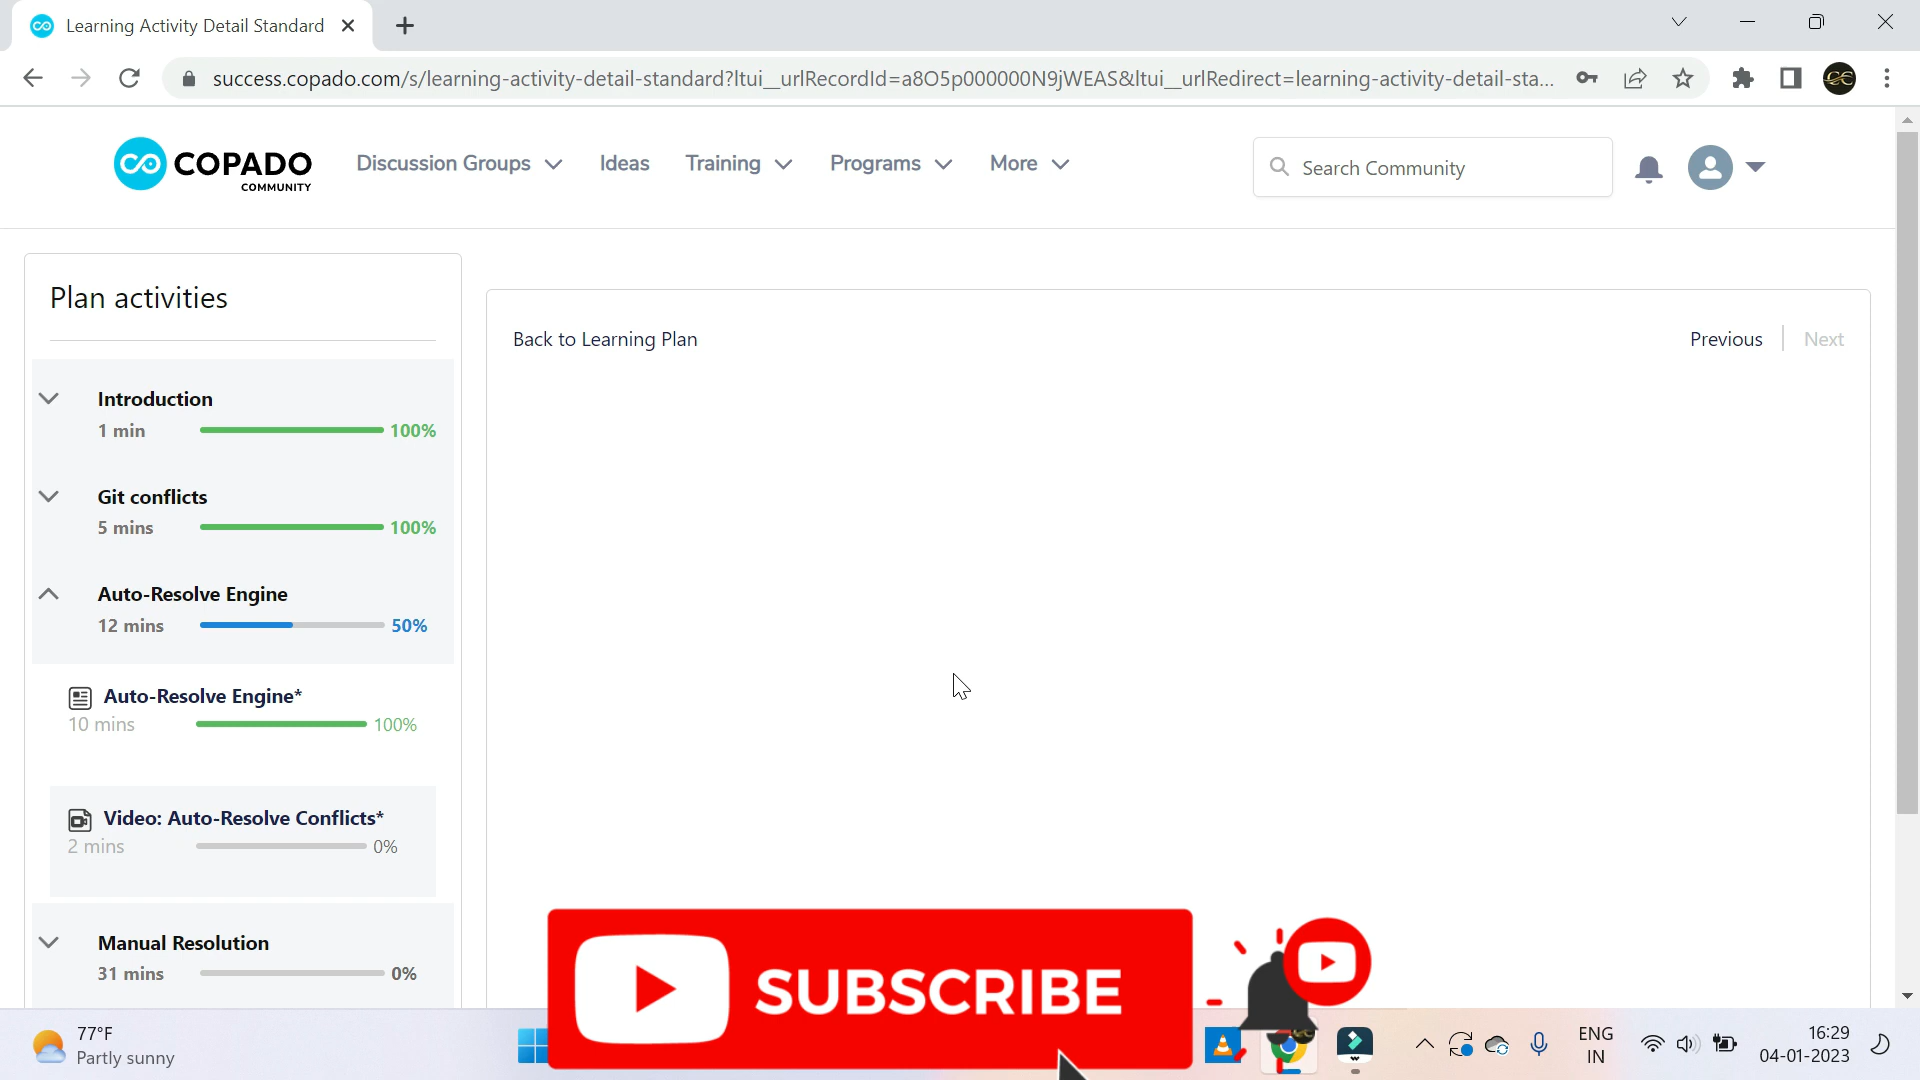 Learning Activity Detail Standard
success.copado.com/s/learning-activity-detail-standard?ltui__urlRecordId=a8O5p000000N9jWEAS&ltui__urlRedirect=learning-activity-detail-sta...
COPADO
COMMUNITY
Discussion Groups
Ideas
Training
Programs
More
Search Community
Plan activities
Introduction
1 min
100%
Git conflicts
5 mins
100%
Auto-Resolve Engine
12 mins
50%
Auto-Resolve Engine*
10 mins
100%
Video: Auto-Resolve Conflicts*
2 mins
0%
Manual Resolution
31 mins
0%
Back to Learning Plan
Previous
Next
SUBSCRIBE
77°F
Partly sunny
ENG
IN
16:29
04-01-2023